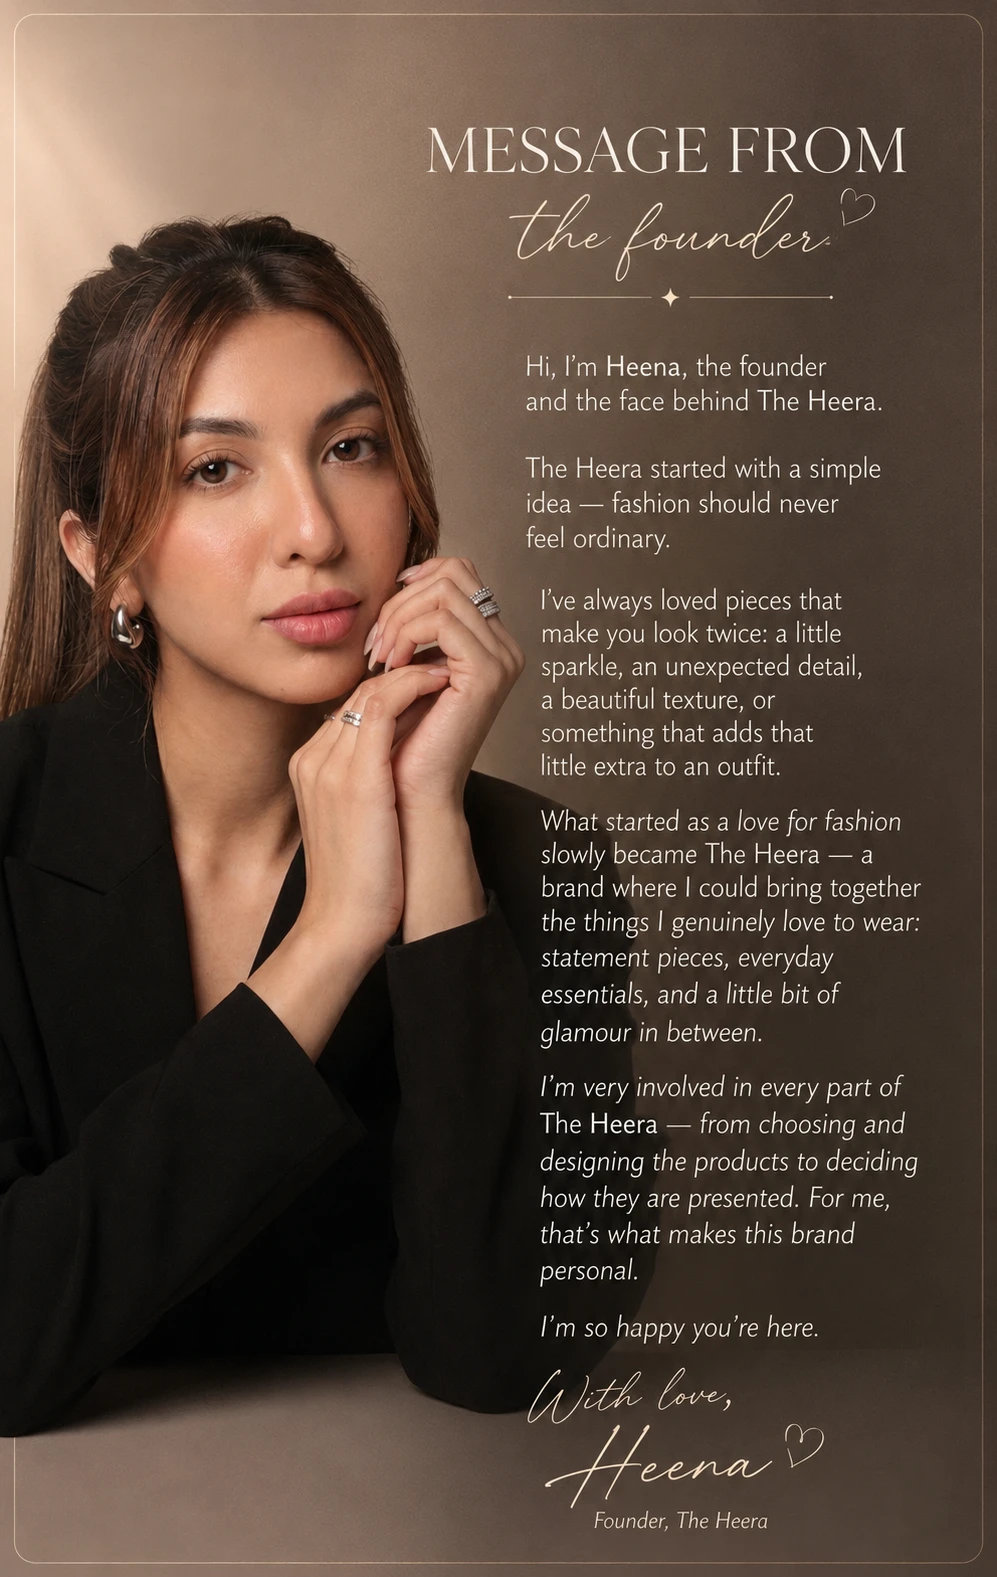 MESSAGE FROM
the founder
Hi, I’m Heena, the founder
and the face behind The Heera.
The Heera started with a simple
idea — fashion should never
feel ordinary.
I’ve always loved pieces that
make you look twice: a little
sparkle, an unexpected detail,
a beautiful texture, or
something that adds that
little extra to an outfit.
What started as a love for fashion
slowly became The Heera — a
brand where I could bring together
the things I genuinely love to wear:
statement pieces, everyday
essentials, and a little bit of
glamour in between.
I’m very involved in every part of
The Heera — from choosing and
designing the products to deciding
how they are presented. For me,
that’s what makes this brand
personal.
I’m so happy you’re here.
With love,
Heena
Founder, The Heera